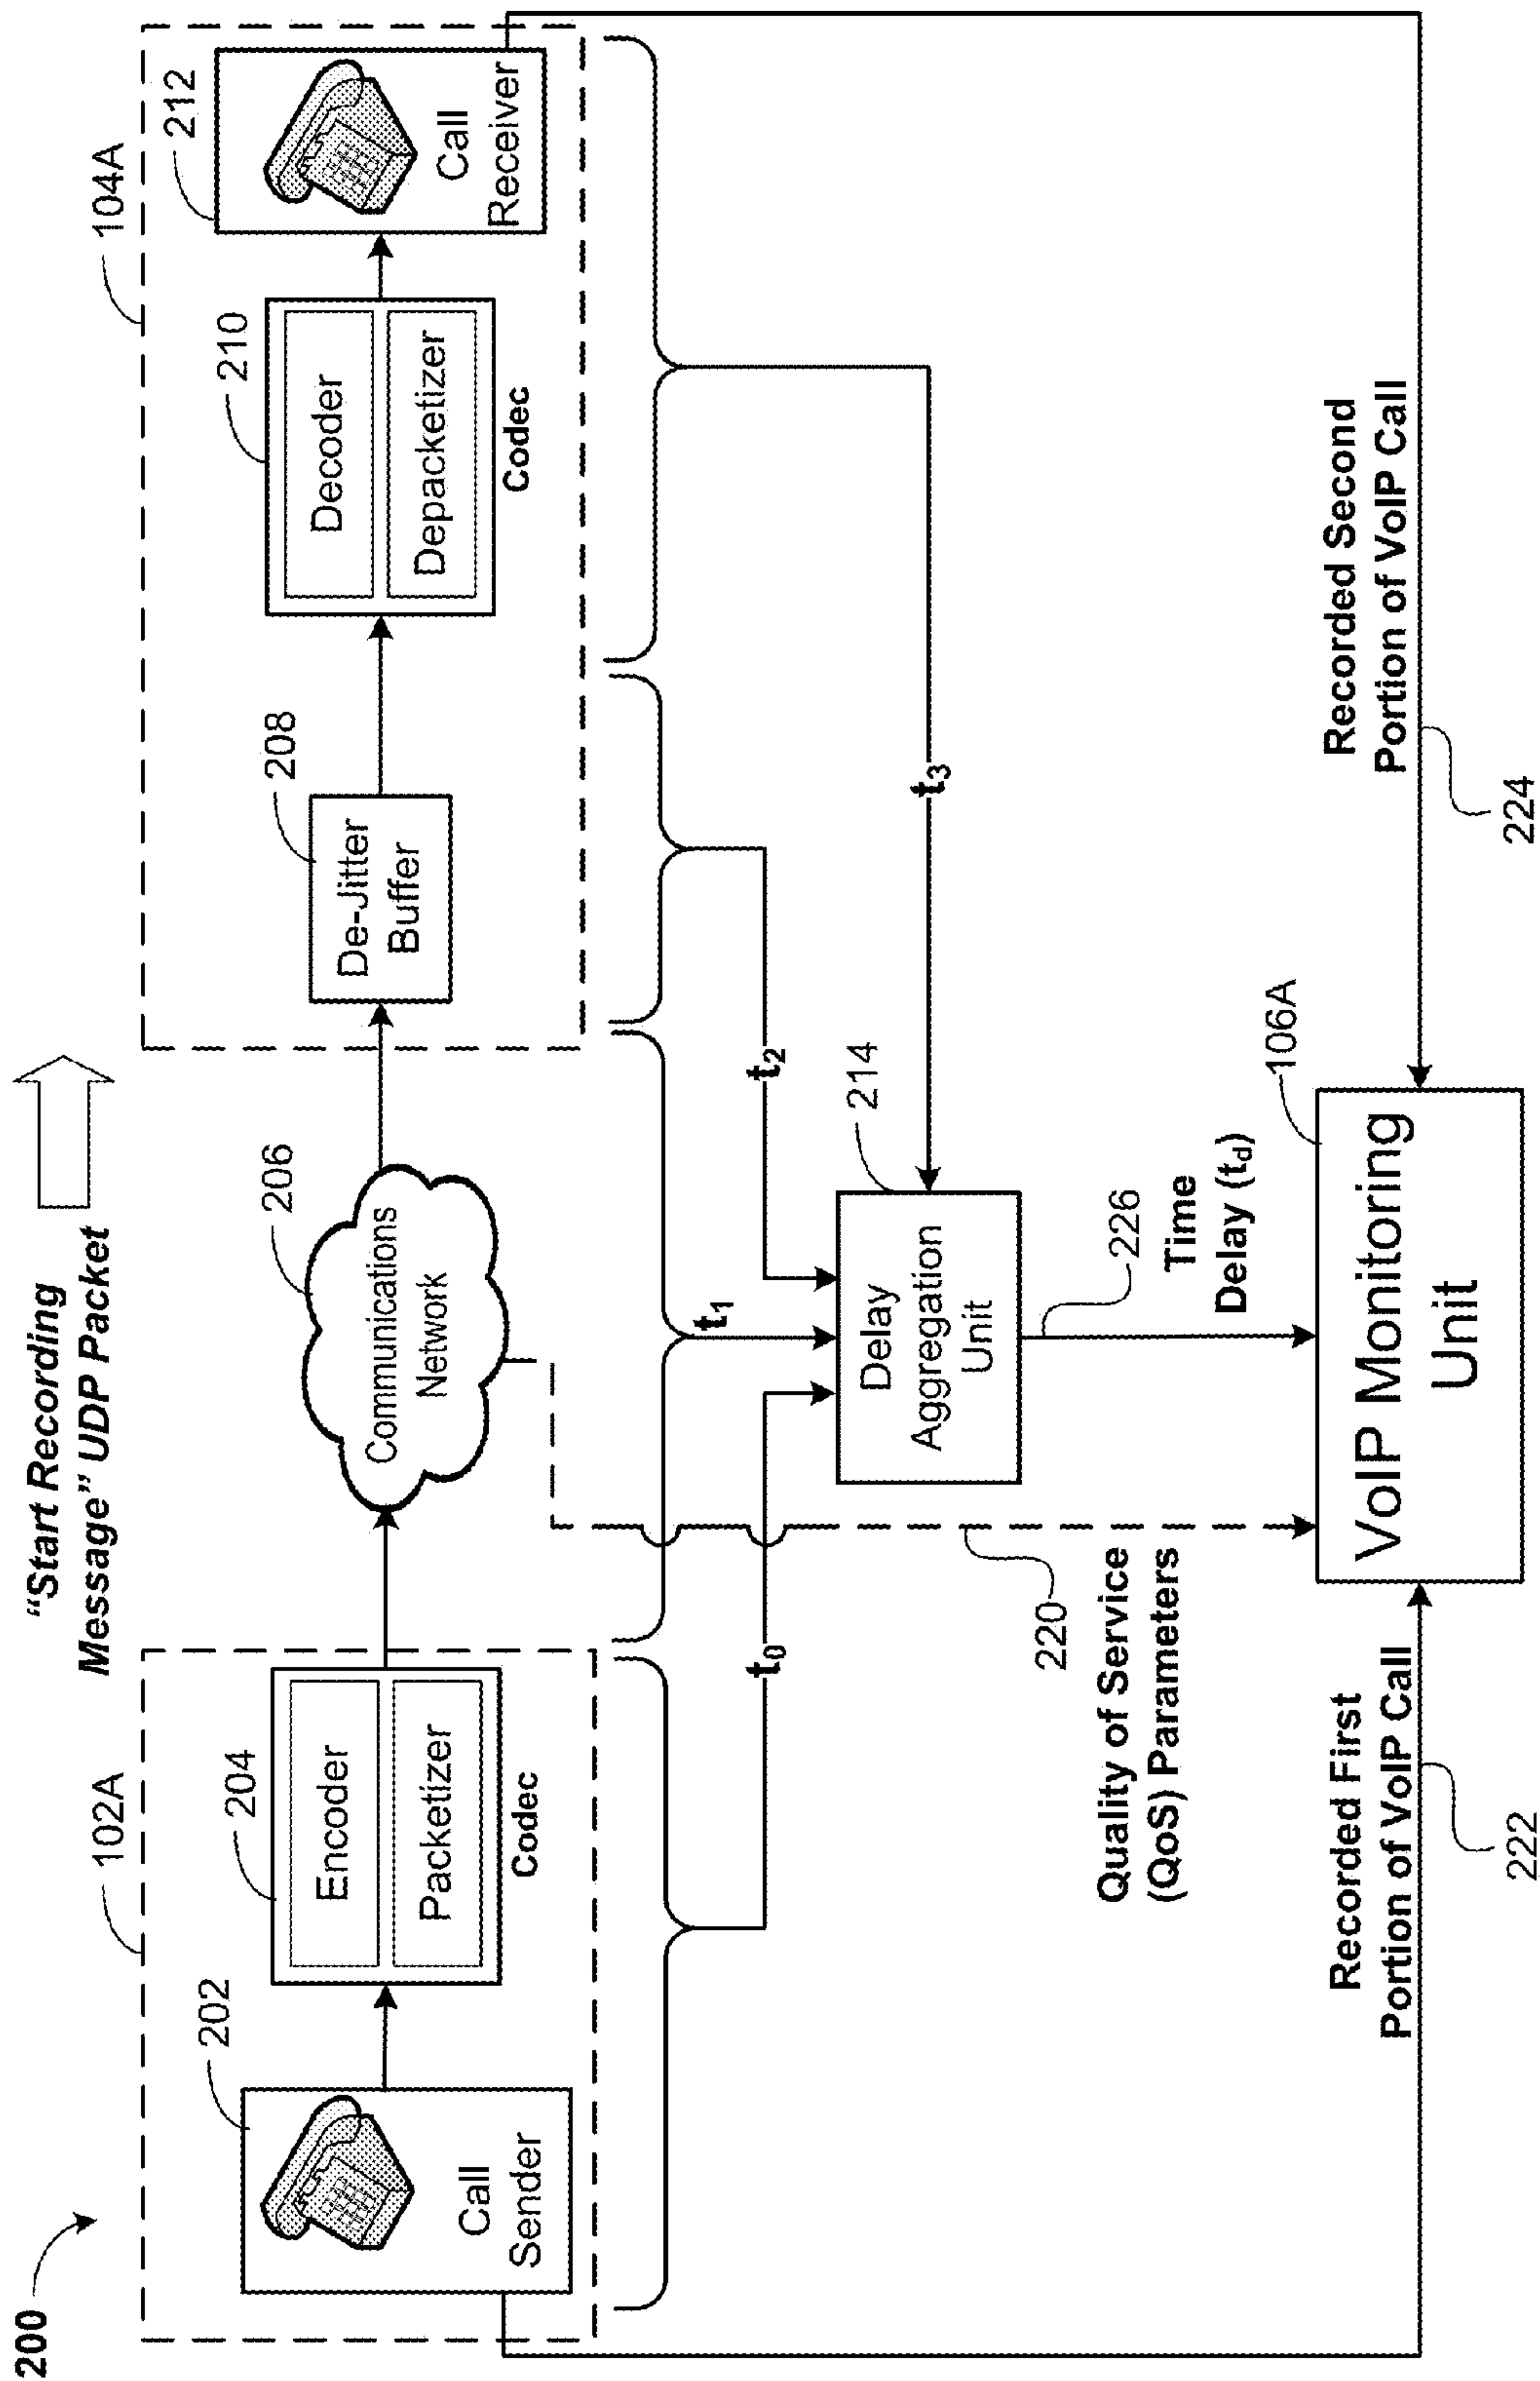 200
"Start Recording
Message" UDP Packet
102A
104A
202
Call
Sender
204
Encoder
Packetizer
Codec
206
Communications
Network
208
De-Jitter
Buffer
210
Decoder
Depacketizer
Codec
212
Call
Receiver
t0
t1
t2
t3
214
Delay
Aggregation
Unit
220
Quality of Service
(QoS) Parameters
226
Time
Delay (td)
106A
VoIP Monitoring
Unit
Recorded First
Portion of VoIP Call
222
Recorded Second
Portion of VoIP Call
224